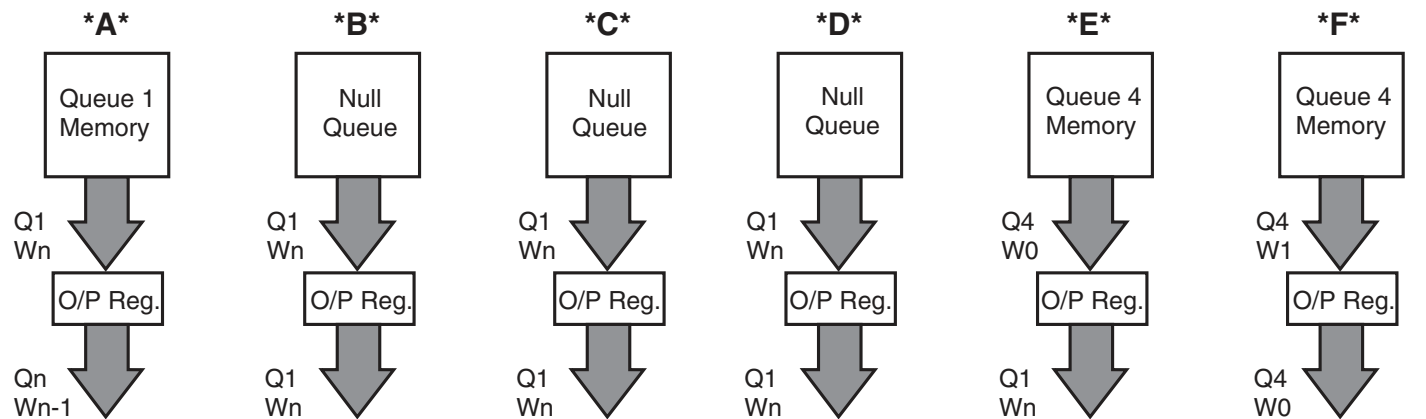 *A*
*B*
*C*
*D*
*E*
*F*
Queue 1
Memory
Null
Queue
Null
Queue
Null
Queue
Queue 4
Memory
Queue 4
Memory
Q1
Wn
Q1
Wn
Q1
Wn
Q1
Wn
Q4
W0
Q4
W1
O/P Reg.
O/P Reg.
O/P Reg.
O/P Reg.
O/P Reg.
O/P Reg.
Qn
Wn-1
Q1
Wn
Q1
Wn
Q1
Wn
Q1
Wn
Q4
W0